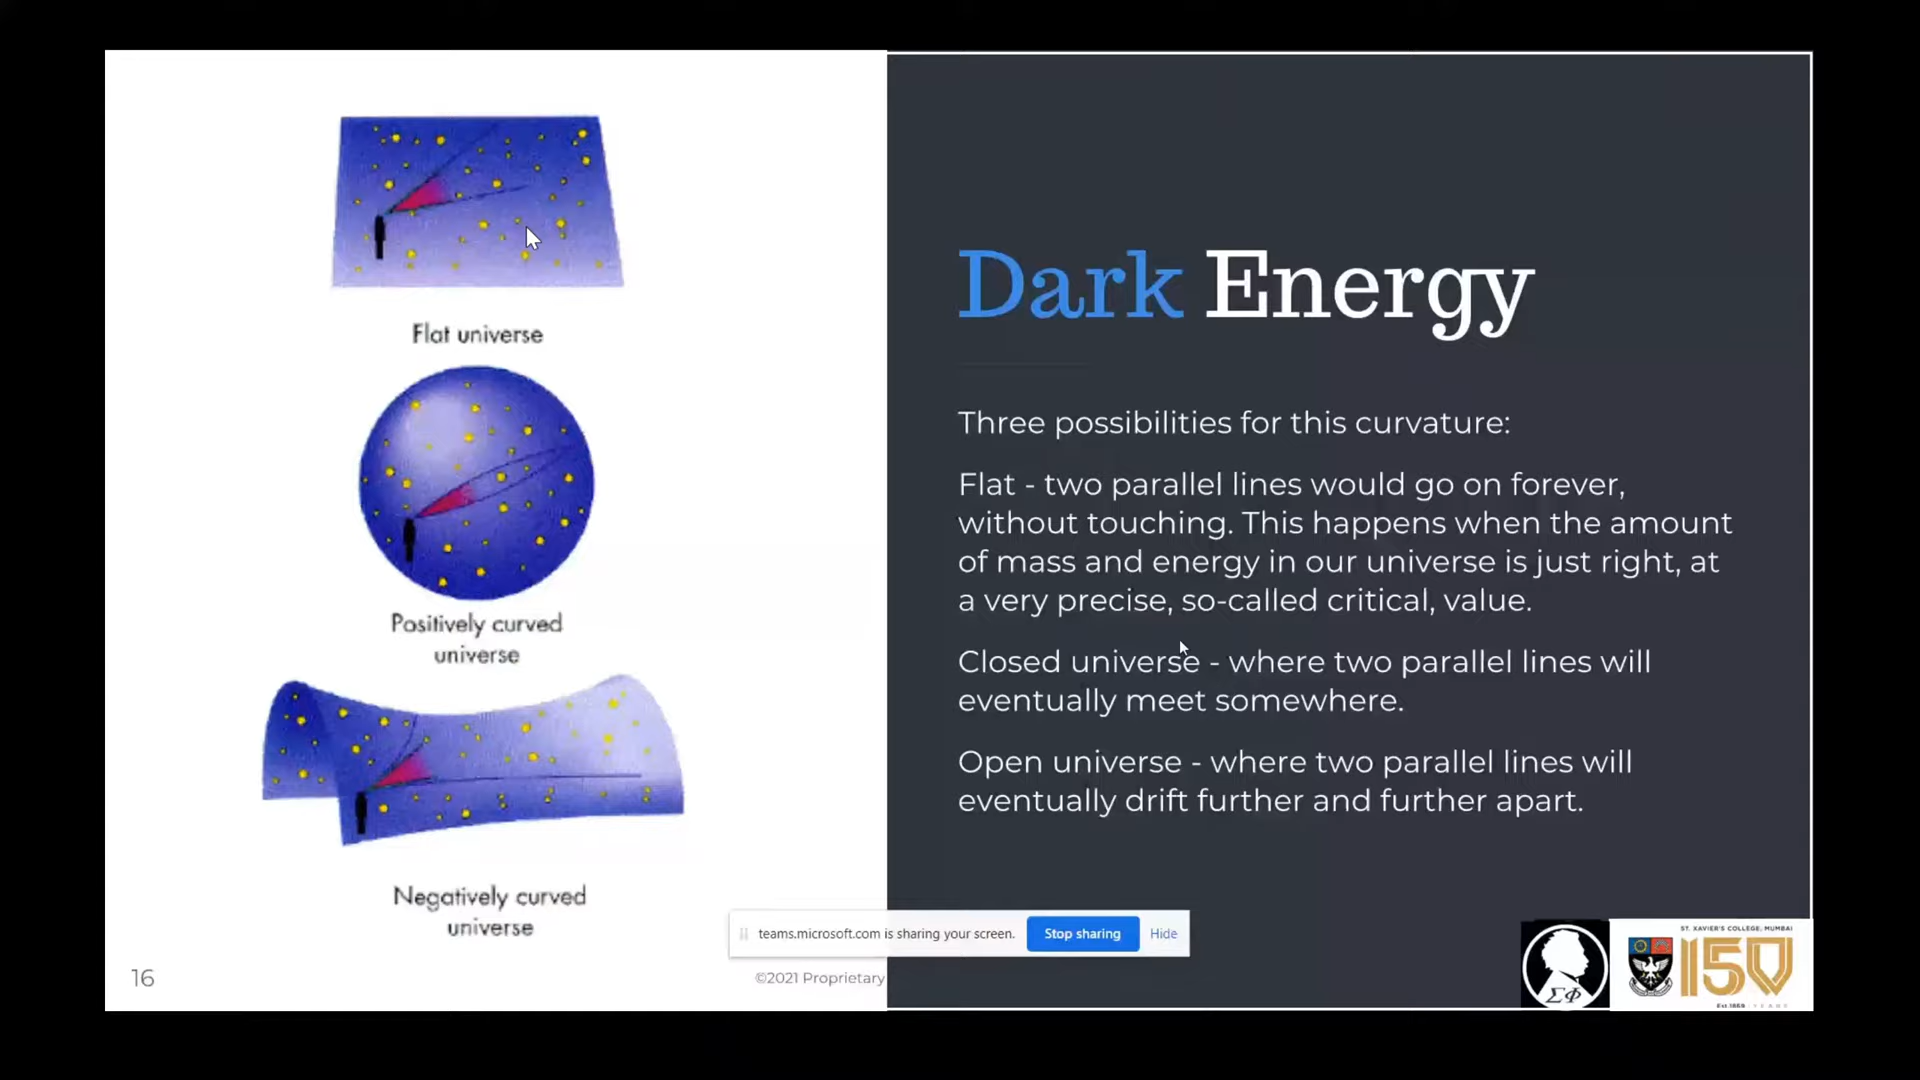 Flat universe
Positively curved
universe
Negatively curved
universe
16
©2021 Proprietary
Dark Energy
Three possibilities for this curvature:
Flat - two parallel lines would go on forever,
without touching. This happens when the amount
of mass and energy in our universe is just right, at
a very precise, so-called critical, value.
Closed universe - where two parallel lines will
eventually meet somewhere.
Open universe - where two parallel lines will
eventually drift further and further apart.
teams.microsoft.com is sharing your screen. Stop sharing Hide
ΣΦ
ST. XAVIER'S COLLEGE, MUMBAI
150
Est.1869 YEARS